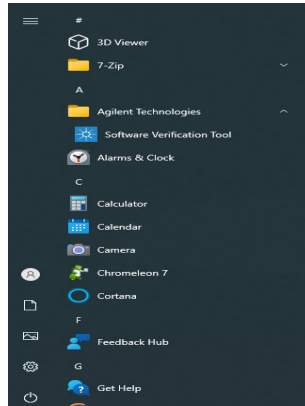 #
3D Viewer
7-Zip
A
Agilent Technologies
Software Verification Tool
Alarms & Clock
C
Calculator
Calendar
Camera
Chromeleon 7
Cortana
F
Feedback Hub
G
Get Help